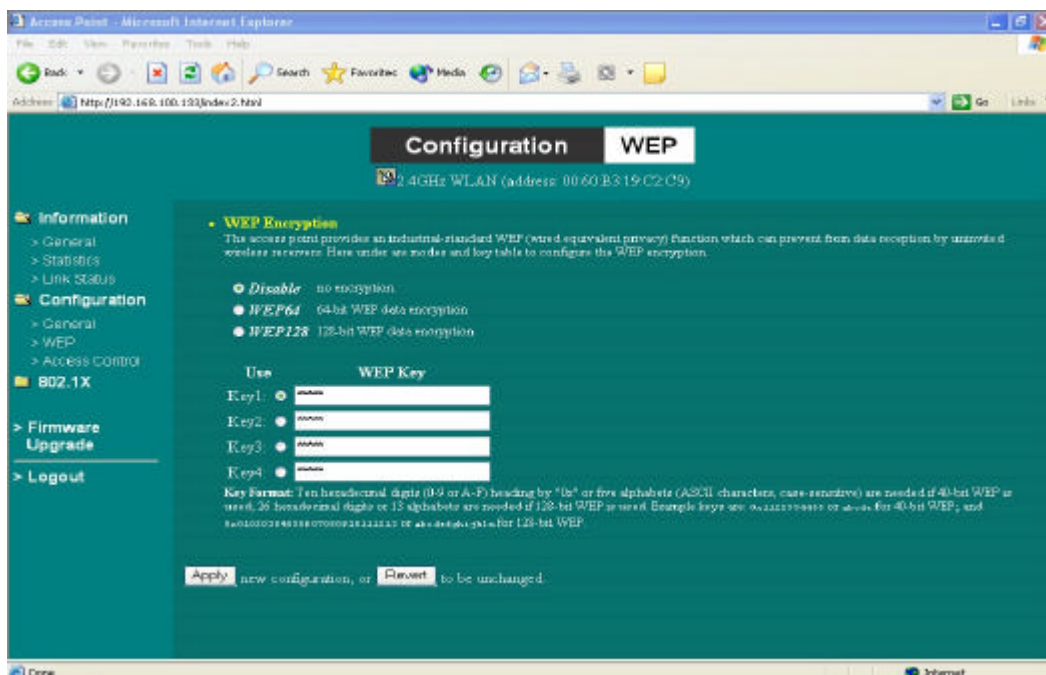 Access Point - Microsoft Internet Explorer
File Edit View Favorites Tools Help
Back Search Favorites Media
Address http://192.168.100.133/index2.html Go Links
Configuration WEP
2.4GHz WLAN (address: 00:60:B3:19:C2:C9)
Information
> General
> Statistics
> Link Status
Configuration
> General
> WEP
> Access Control
802.1X
> Firmware
Upgrade
> Logout
WEP Encryption
The access point provides an industrial-standard WEP (wired equivalent privacy) function which can prevent from data reception by uninvited
wireless receivers. Here under are modes and key table to configure the WEP encryption.
Disable no encryption
WEP64 64-bit WEP data encryption
WEP128 128-bit WEP data encryption
Use WEP Key
Key1: *****
Key2: *****
Key3: *****
Key4: *****
Key Format: Ten hexadecimal digits (0-9 or A-F) heading by "0x" or five alphabets (ASCII characters, case-sensitive) are needed if 40-bit WEP is
used, 26 hexadecimal digits or 13 alphabets are needed if 128-bit WEP is used. Example keys are: or for 40-bit WEP; and
or for 128-bit WEP.
Apply new configuration, or Revert to be unchanged.
Done Internet